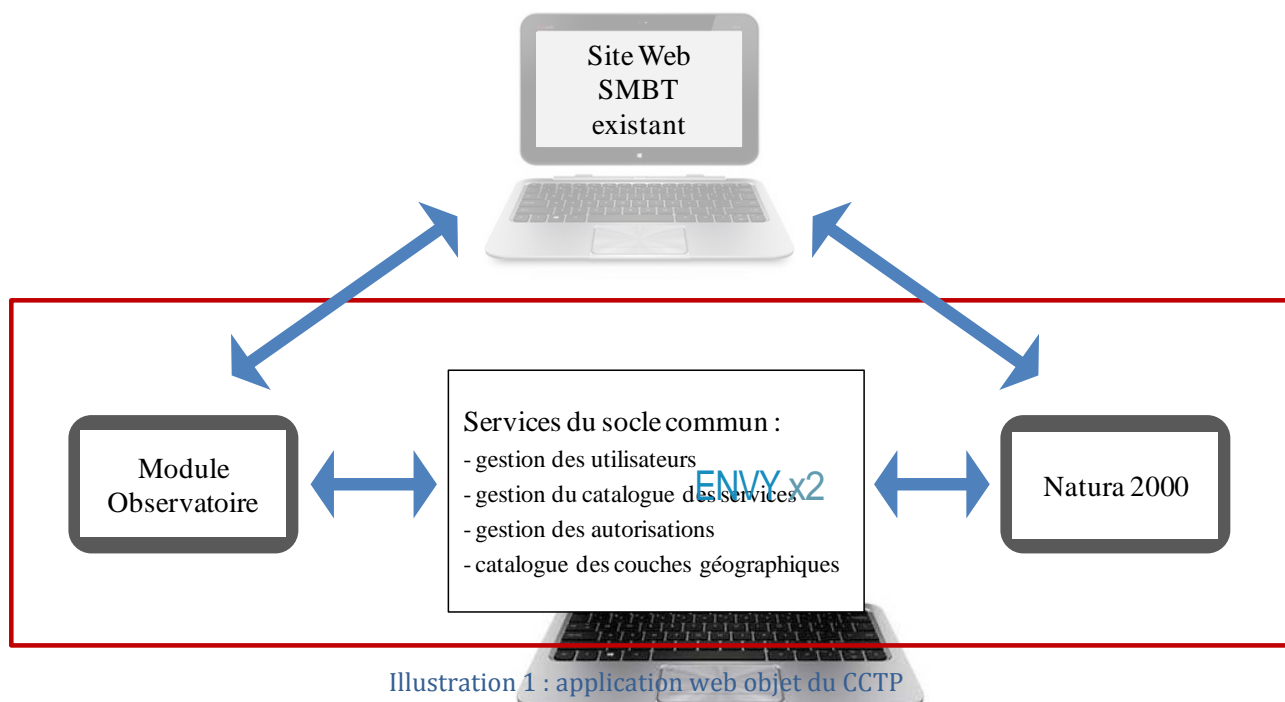 Site Web
SMBT
existant
Module
Observatoire
Services du socle commun :
- gestion des utilisateurs
- gestion du catalogue des services
ENVY x2
- gestion des autorisations
- catalogue des couches géographiques
Natura 2000
Illustration 1 : application web objet du CCTP